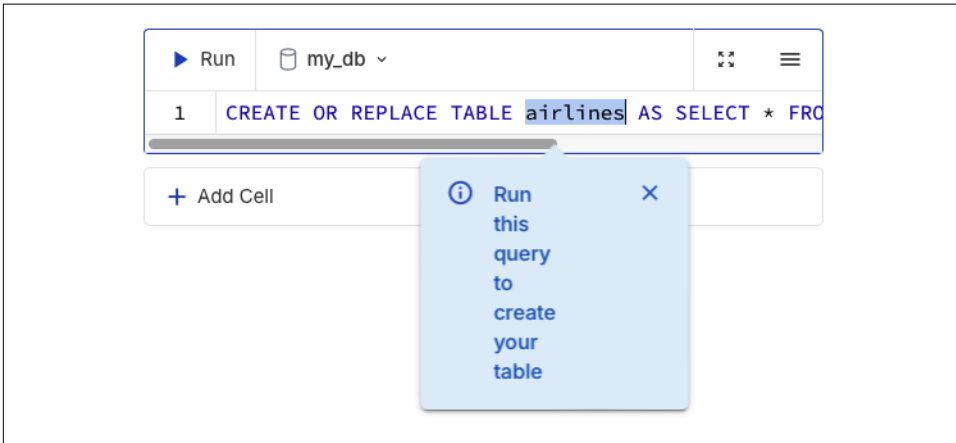 Run my_db
1 CREATE OR REPLACE TABLE airlines AS SELECT * FRO
+ Add Cell
Run
this
query
to
create
your
table